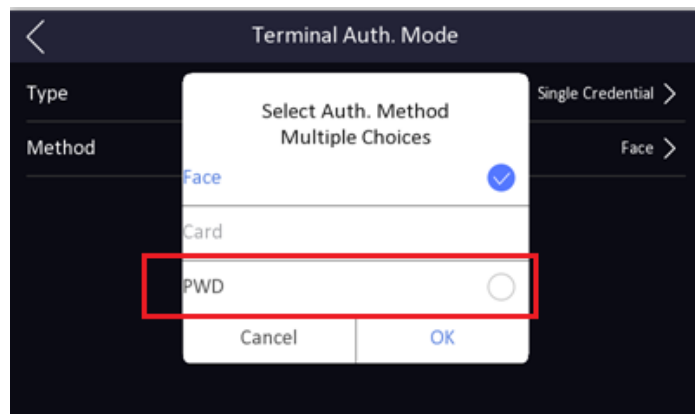 Terminal Auth. Mode
Type
Single Credential
Method
Face
Select Auth. Method
Multiple Choices
Face
Card
PWD
Cancel
OK